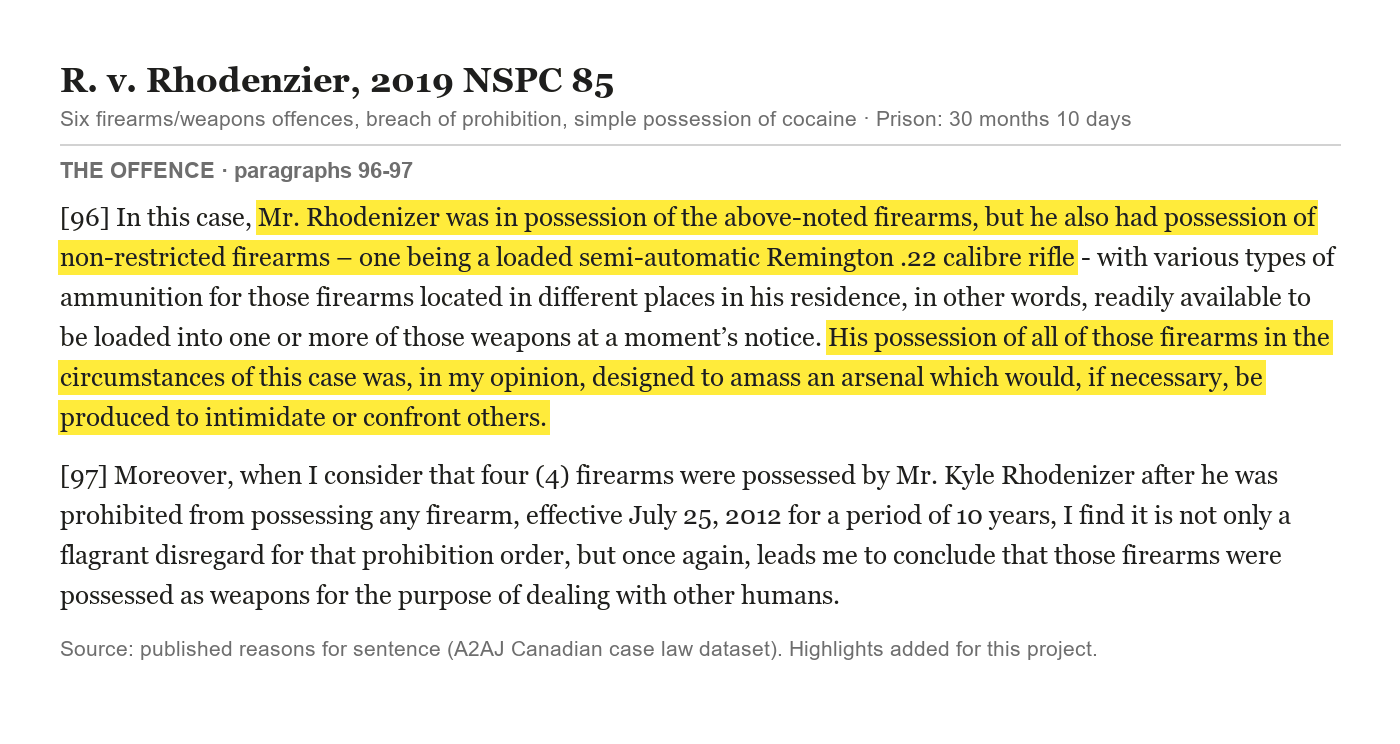 R. v. Rhodenzier, 2019 NSPC 85
Six firearms/weapons offences, breach of prohibition, simple possession of cocaine · Prison: 30 months 10 days
THE OFFENCE · paragraphs 96-97
[96] In this case, Mr. Rhodenizer was in possession of the above-noted firearms, but he also had possession of
non-restricted firearms – one being a loaded semi-automatic Remington .22 calibre rifle - with various types of
ammunition for those firearms located in different places in his residence, in other words, readily available to
be loaded into one or more of those weapons at a moment’s notice. His possession of all of those firearms in the
circumstances of this case was, in my opinion, designed to amass an arsenal which would, if necessary, be
produced to intimidate or confront others.
[97] Moreover, when I consider that four (4) firearms were possessed by Mr. Kyle Rhodenizer after he was
prohibited from possessing any firearm, effective July 25, 2012 for a period of 10 years, I find it is not only a
flagrant disregard for that prohibition order, but once again, leads me to conclude that those firearms were
possessed as weapons for the purpose of dealing with other humans.
Source: published reasons for sentence (A2AJ Canadian case law dataset). Highlights added for this project.